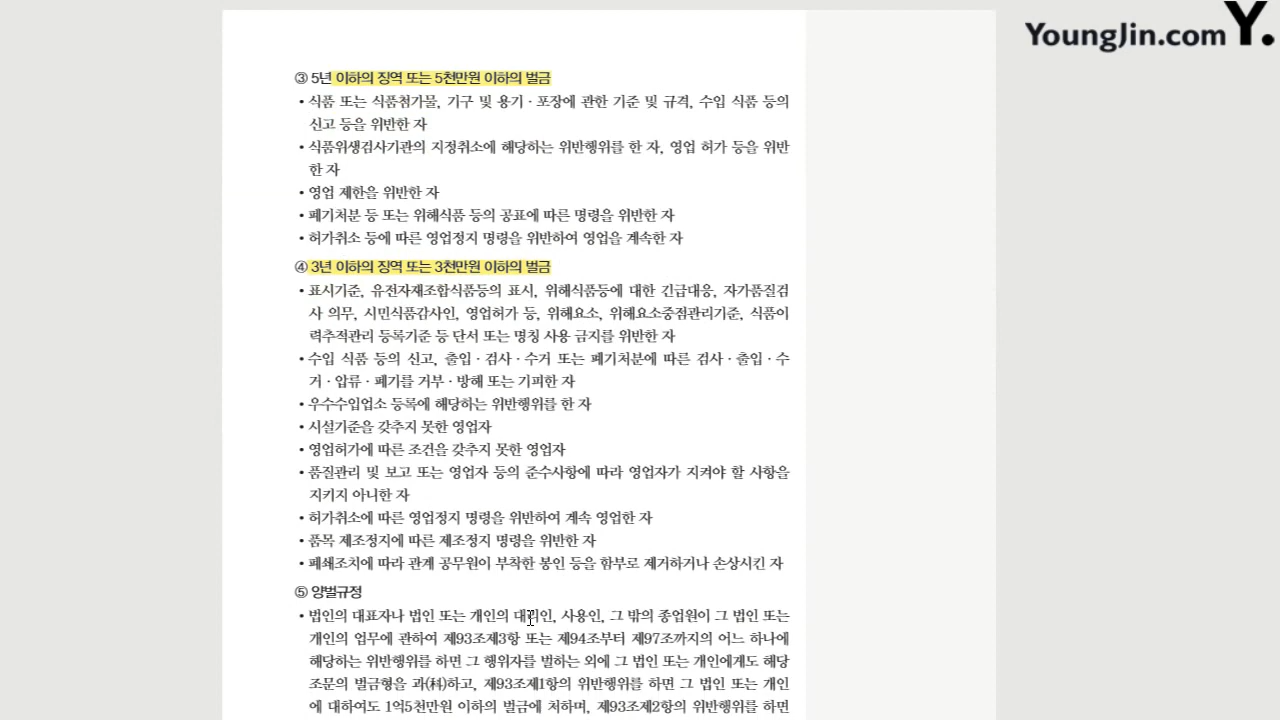 YoungJin.com Y.
③ 5년 이하의 징역 또는 5천만원 이하의 벌금
• 식품 또는 식품첨가물, 기구 및 용기 · 포장에 관한 기준 및 규격, 수입 식품 등의
신고 등을 위반한 자
• 식품위생검사기관의 지정취소에 해당하는 위반행위를 한 자, 영업 허가 등을 위반
한 자
• 영업 제한을 위반한 자
• 폐기처분 등 또는 위해식품 등의 공표에 따른 명령을 위반한 자
• 허가취소 등에 따른 영업정지 명령을 위반하여 영업을 계속한 자
④ 3년 이하의 징역 또는 3천만원 이하의 벌금
• 표시기준, 유전자재조합식품등의 표시, 위해식품등에 대한 긴급대응, 자가품질검
사 의무, 시민식품감사인, 영업허가 등, 위해요소, 위해요소중점관리기준, 식품이
력추적관리 등록기준 등 단서 또는 명칭 사용 금지를 위반한 자
• 수입 식품 등의 신고, 출입 · 검사 · 수거 또는 폐기처분에 따른 검사 · 출입 · 수
거 · 압류 · 폐기를 거부 · 방해 또는 기피한 자
• 우수수입업소 등록에 해당하는 위반행위를 한 자
• 시설기준을 갖추지 못한 영업자
• 영업허가에 따른 조건을 갖추지 못한 영업자
• 품질관리 및 보고 또는 영업자 등의 준수사항에 따라 영업자가 지켜야 할 사항을
지키지 아니한 자
• 허가취소에 따른 영업정지 명령을 위반하여 계속 영업한 자
• 품목 제조정지에 따른 제조정지 명령을 위반한 자
• 폐쇄조치에 따라 관계 공무원이 부착한 봉인 등을 함부로 제거하거나 손상시킨 자
⑤ 양벌규정
• 법인의 대표자나 법인 또는 개인의 대리인, 사용인, 그 밖의 종업원이 그 법인 또는
개인의 업무에 관하여 제93조제3항 또는 제94조부터 제97조까지의 어느 하나에
해당하는 위반행위를 하면 그 행위자를 벌하는 외에 그 법인 또는 개인에게도 해당
조문의 벌금형을 과(科)하고, 제93조제1항의 위반행위를 하면 그 법인 또는 개인
에 대하여도 1억5천만원 이하의 벌금에 처하며, 제93조제2항의 위반행위를 하면